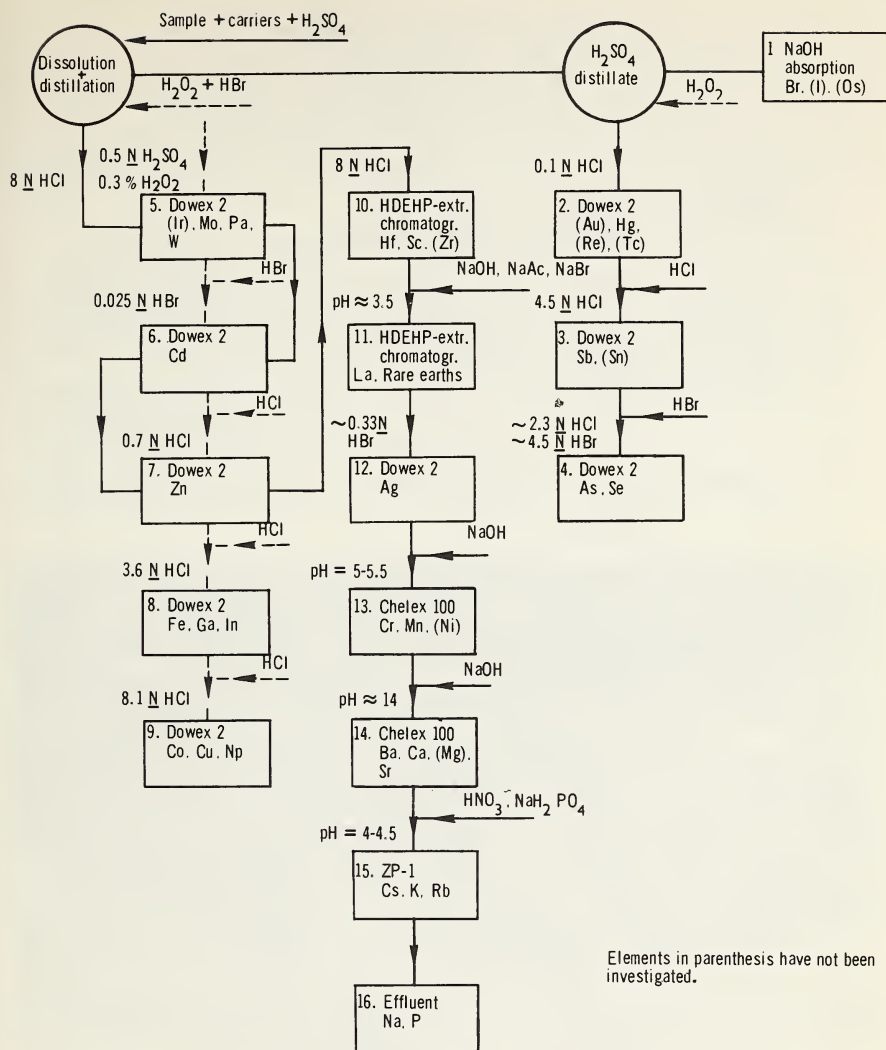 Sample + carriers + H2SO4
Dissolution
+
distillation
H2O2 + HBr
H2SO4
distillate
H2O2
1 NaOH
absorption
Br. (I). (Os)
8 N HCl
0.5 N H2SO4
0.3 % H2O2
5. Dowex 2
(Ir), Mo, Pa,
W
HBr
0.025 N HBr
6. Dowex 2
Cd
HCl
0.7 N HCl
7. Dowex 2
Zn
HCl
3.6 N HCl
8. Dowex 2
Fe, Ga, In
HCl
8.1 N HCl
9. Dowex 2
Co, Cu, Np
8 N HCl
10. HDEHP-extr.
chromatogr.
Hf, Sc, (Zr)
NaOH, NaAc, NaBr
pH ≈ 3.5
11. HDEHP-extr.
chromatogr.
La, Rare earths
~0.33N
HBr
12. Dowex 2
Ag
NaOH
pH = 5-5.5
13. Chelex 100
Cr, Mn, (Ni)
NaOH
pH ≈ 14
14. Chelex 100
Ba, Ca, (Mg),
Sr
HNO3, NaH2 PO4
pH = 4-4.5
15. ZP-1
Cs, K, Rb
16. Effluent
Na, P
0.1 N HCl
2. Dowex 2
(Au), Hg,
(Re), (Tc)
HCl
4.5 N HCl
3. Dowex 2
Sb, (Sn)
HBr
~2.3 N HCl
~4.5 N HBr
4. Dowex 2
As, Se
Elements in parenthesis have not been
investigated.